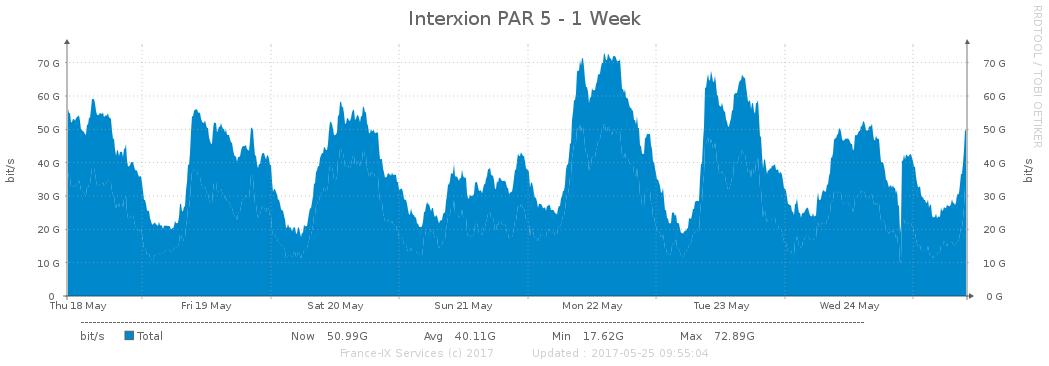 Interxion PAR 5 - 1 Week
RRDTOOL / TOBI OETIKER
bit/s
70 G 70 G
60 G 60 G
50 G 50 G
40 G 40 G
30 G 30 G
20 G 20 G
10 G 10 G
0 0 G
bit/s
Thu 18 May Fri 19 May Sat 20 May Sun 21 May Mon 22 May Tue 23 May Wed 24 May
bit/s Total Now 50.99G Avg 40.11G Min 17.62G Max 72.89G
France-IX Services (c) 2017 Updated : 2017-05-25 09:55:04